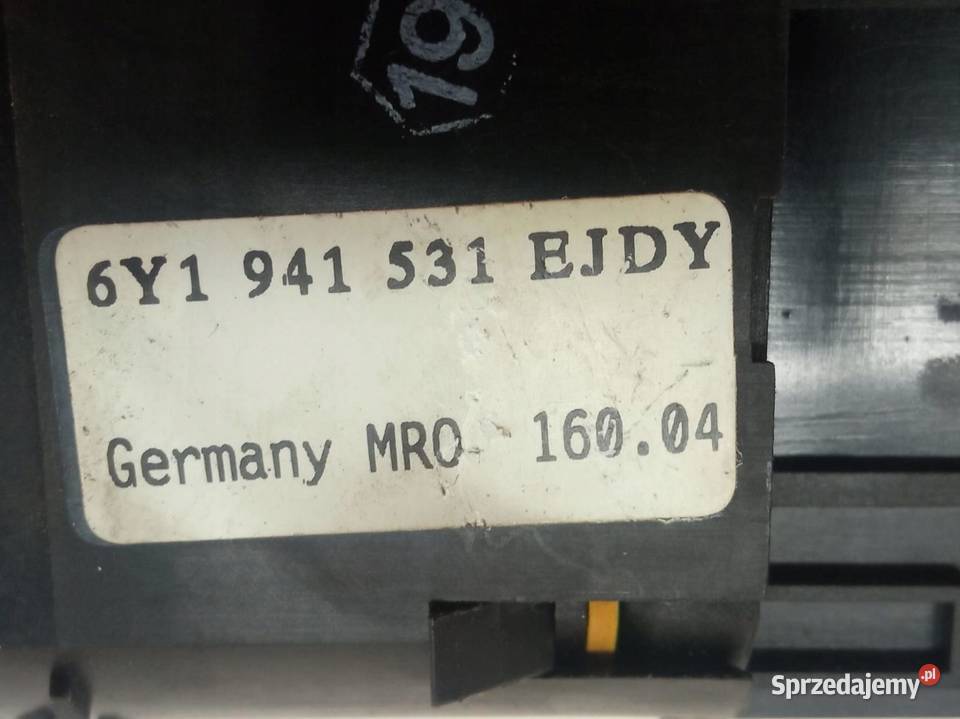 19
6Y1 941 531 EJDY
Germany MRO 160.04
Sprzedajemy.pl